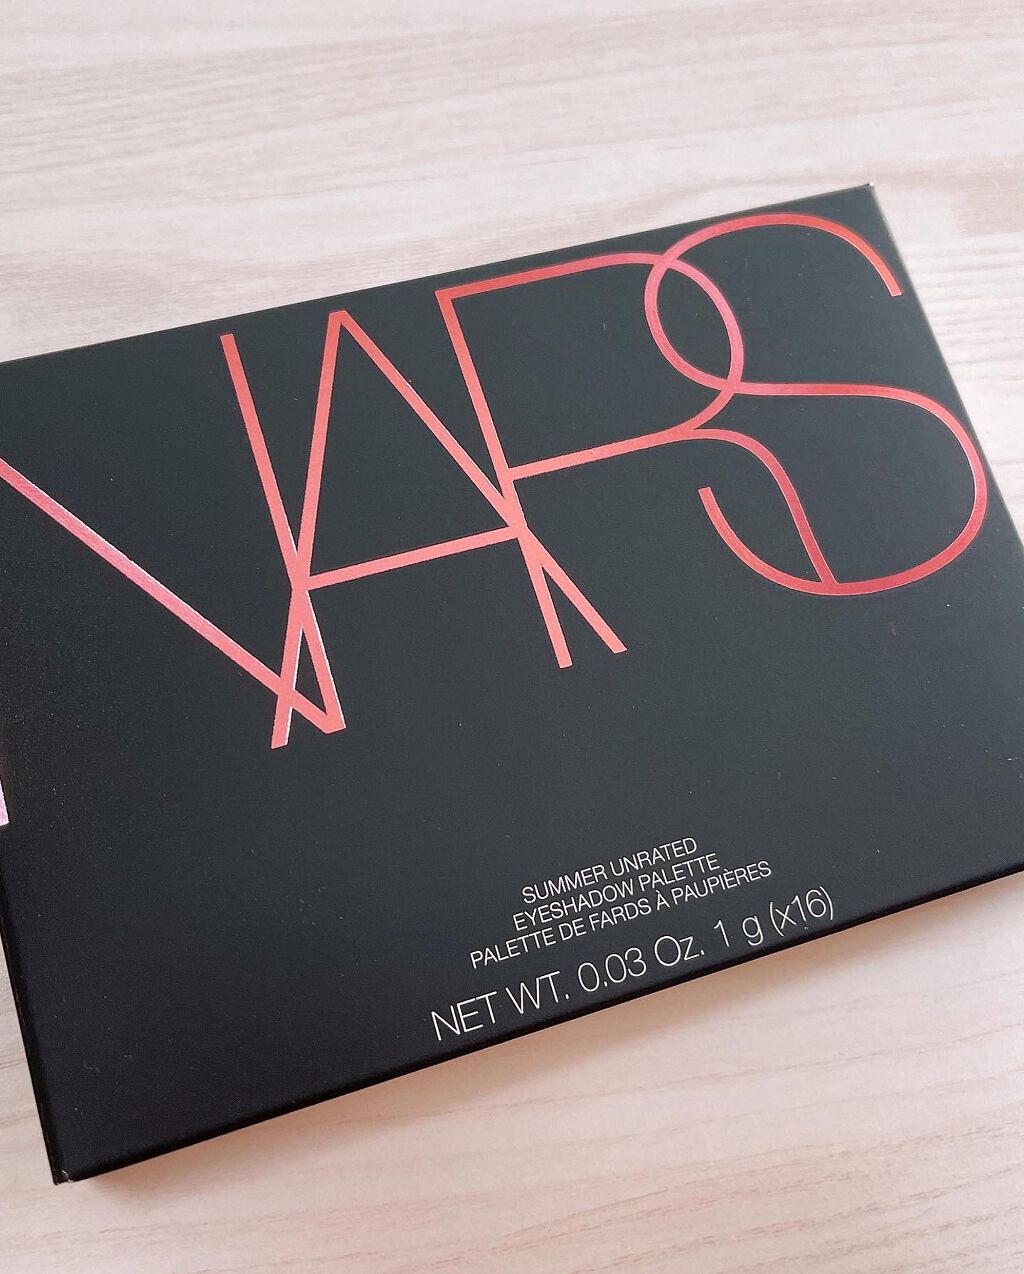 NARS
SUMMER UNRATED
EYESHADOW PALETTE
PALETTE DE FARDS À PAUPIÈRES
NET WT. 0.03 Oz. 1 g (x16)